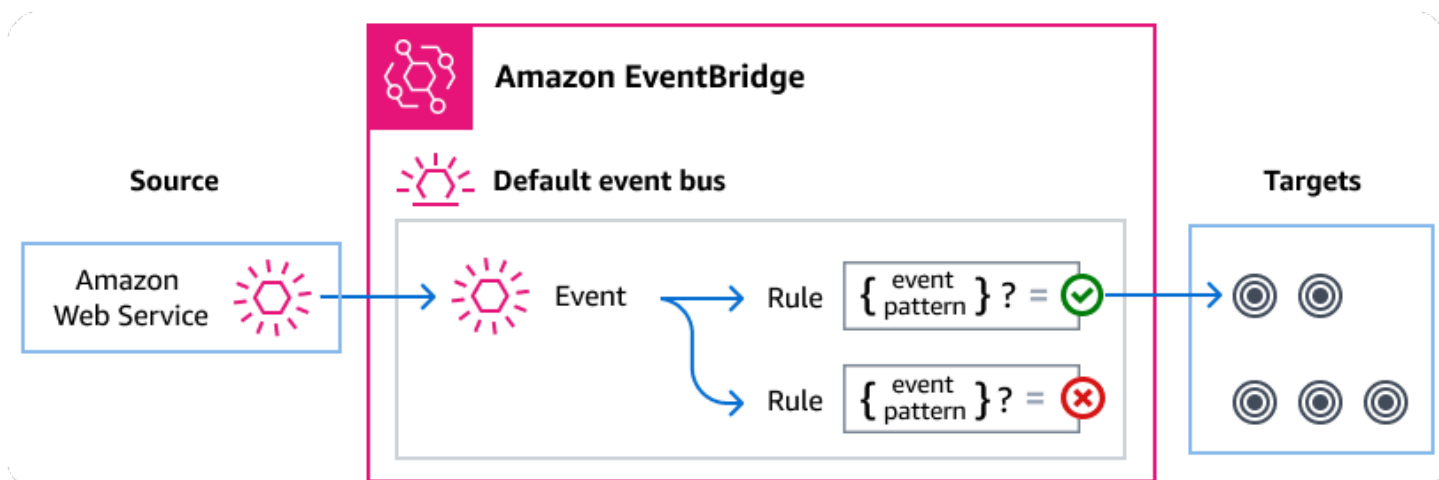 Amazon EventBridge
Source
Default event bus
Targets
Amazon
Web Service
Event
Rule
{ event
pattern } ? =
Rule
{ event
pattern } ? =